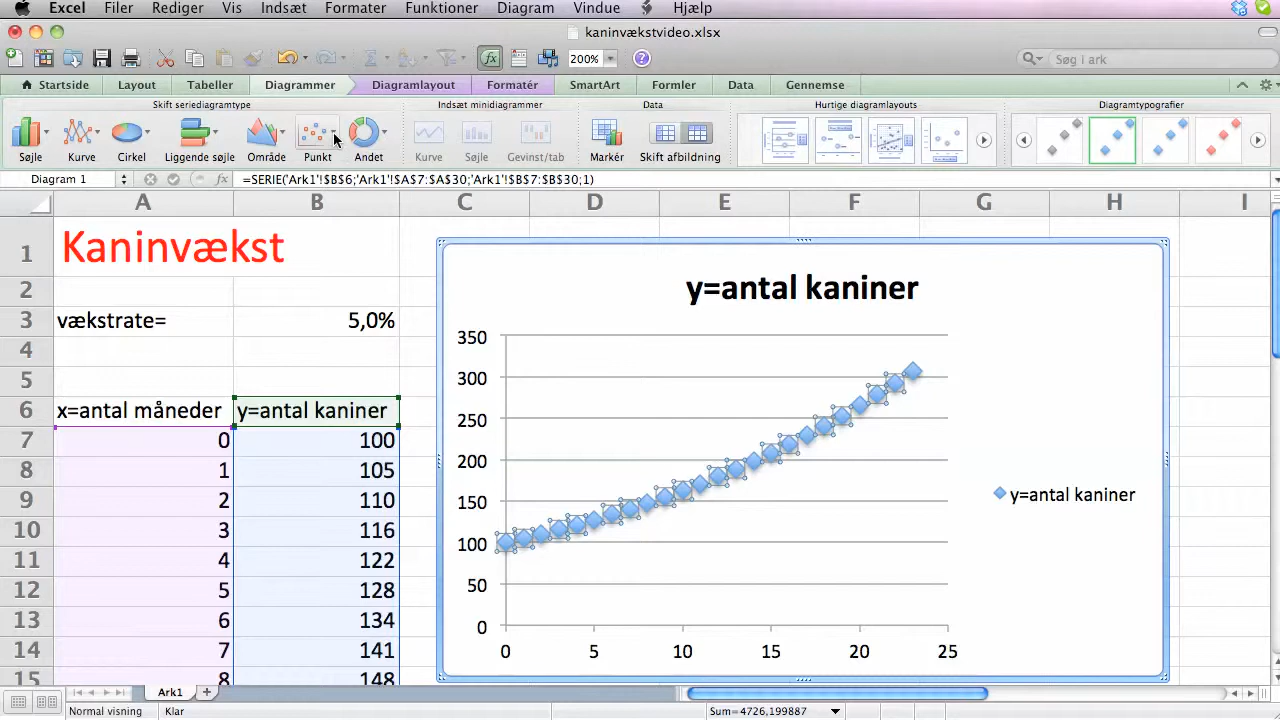 Excel Filer Rediger Vis Indsæt Formater Funktioner Diagram Vindue Hjælp
kaninvækstvideo.xlsx
200% Søg i ark
Startside Layout Tabeller Diagrammer Diagramlayout Formatér SmartArt Formler Data Gennemse
Skift seriediagramtype Indsæt minidiagrammer Data Hurtige diagramlayouts Diagramtypografier
Søjle Kurve Cirkel Liggende søjle Område Punkt Andet Kurve Søjle Gevinst/tab Markér Skift afbildning
Diagram 1 fx =SERIE('Ark1'!$B$6;'Ark1'!$A$7:$A$30;'Ark1'!$B$7:$B$30;1)
A B C D E F G H I
1 Kaninvækst
2
3 vækstrate= 5,0%
4
5
6 x=antal måneder y=antal kaniner
7 0 100
8 1 105
9 2 110
10 3 116
11 4 122
12 5 128
13 6 134
14 7 141
15 8 148
y=antal kaniner
350
300
250
200
150
100
50
0
0 5 10 15 20 25
y=antal kaniner
Ark1
Normal visning Klar Sum=4726,199887